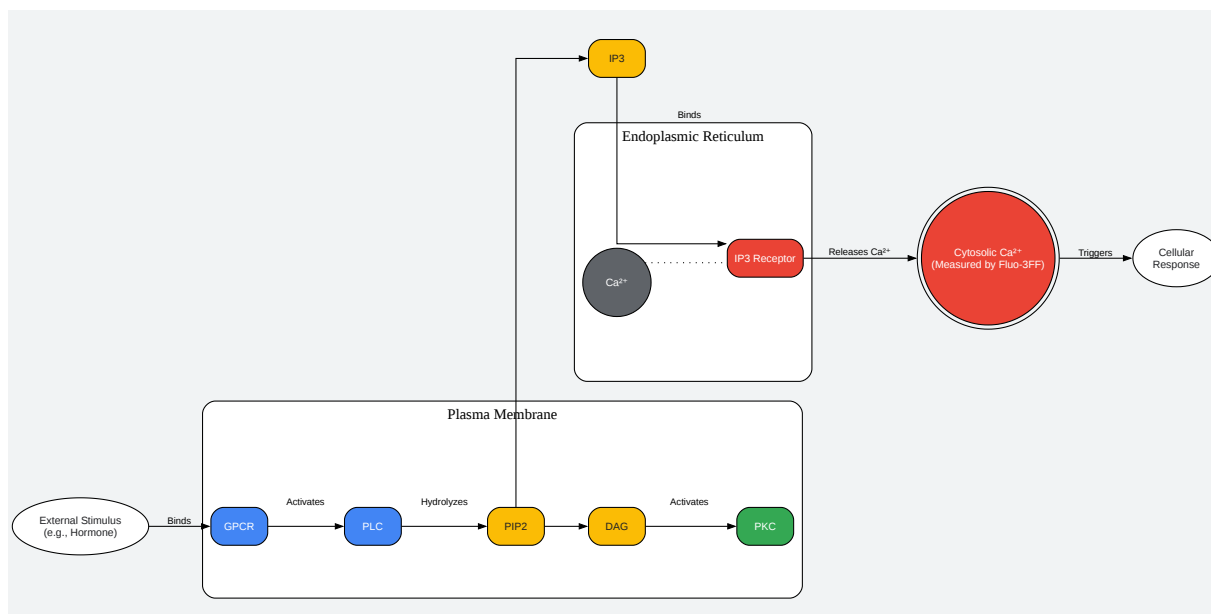 IP3
Binds
Endoplasmic Reticulum
IP3 Receptor
Ca²⁺
Releases Ca²⁺
Cytosolic Ca²⁺
(Measured by Fluo-3FF)
Triggers
Cellular
Response
Plasma Membrane
External Stimulus
(e.g., Hormone)
Binds
GPCR
Activates
PLC
Hydrolyzes
PIP2
DAG
Activates
PKC